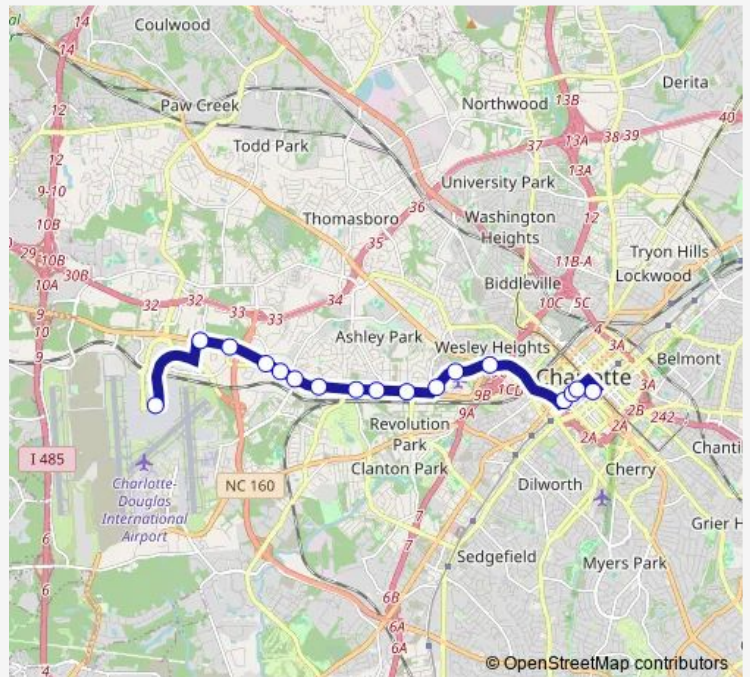 Coulwood
al
14
14
Derita
Paw Creek
Northwood
13B
40
12
Todd Park
37
13A
38 39
12
13A
9-10
University Park
Thomasboro
36
Washington
Heights
12
10B
35
Tryon Hills
29
10B
11B-A
30B
Biddleville
Lockwood
10A
32
32
33
33
34
10C
5C
9
10
4
Ashley Park
Wesley Heights
3A
9
Charlotte
Belmont
1CD
3A
9B
2B
242
9A
Revolution
Park
2A
2A
Chanti
I 485
Clanton Park
Cherry
NC 160
Dilworth
Charlotte-
Douglas
International
Airport
7
Grier H
6
7
Sedgefield
Myers Park
6
6B
6A
6A
4
© OpenStreetMap contributors